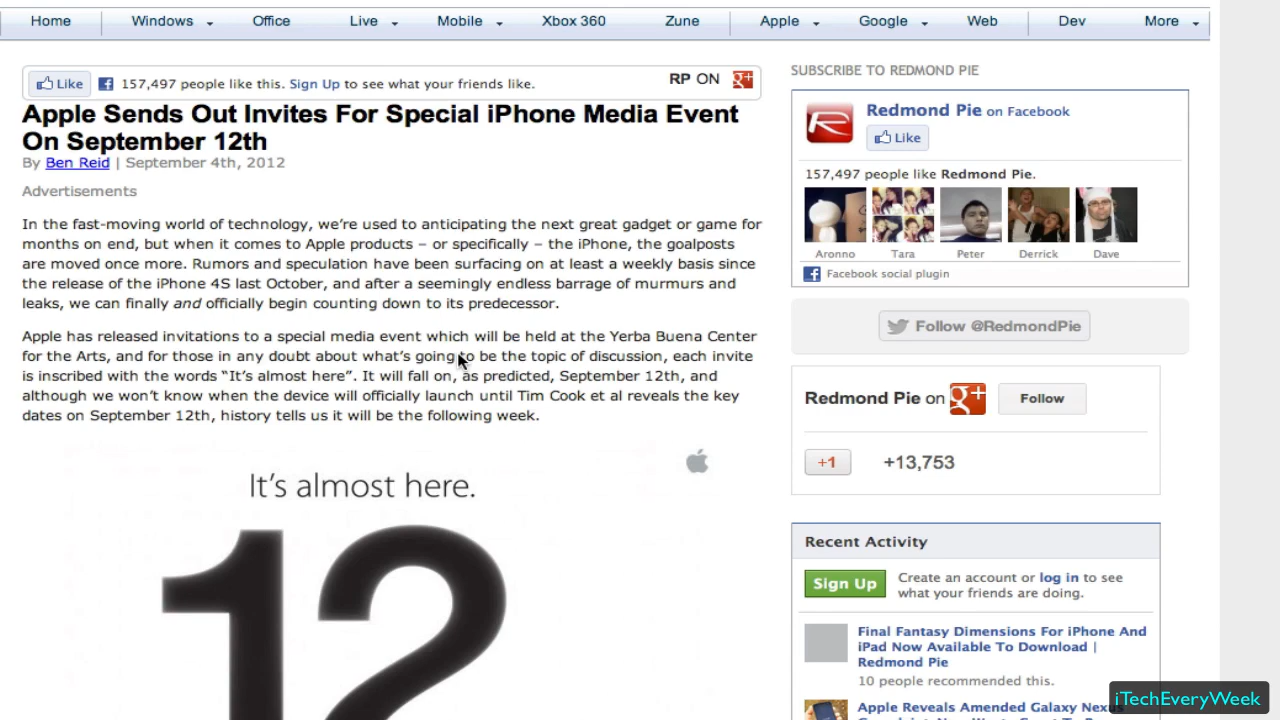 Home Windows Office Live Mobile Xbox 360 Zune Apple Google Web Dev More
Like 157,497 people like this. Sign Up to see what your friends like.
RP ON g+
Apple Sends Out Invites For Special iPhone Media Event
On September 12th
By Ben Reid | September 4th, 2012
Advertisements
In the fast-moving world of technology, we’re used to anticipating the next great gadget or game for
months on end, but when it comes to Apple products – or specifically – the iPhone, the goalposts
are moved once more. Rumors and speculation have been surfacing on at least a weekly basis since
the release of the iPhone 4S last October, and after a seemingly endless barrage of murmurs and
leaks, we can finally and officially begin counting down to its predecessor.
Apple has released invitations to a special media event which will be held at the Yerba Buena Center
for the Arts, and for those in any doubt about what’s going to be the topic of discussion, each invite
is inscribed with the words “It’s almost here”. It will fall on, as predicted, September 12th, and
although we won’t know when the device will officially launch until Tim Cook et al reveals the key
dates on September 12th, history tells us it will be the following week.
It’s almost here.
12
SUBSCRIBE TO REDMOND PIE
Redmond Pie on Facebook
Like
157,497 people like Redmond Pie.
Aronno Tara Peter Derrick Dave
Facebook social plugin
Follow @RedmondPie
Redmond Pie on g+ Follow
+1 +13,753
Recent Activity
Sign Up
Create an account or log in to see
what your friends are doing.
Final Fantasy Dimensions For iPhone And
iPad Now Available To Download |
Redmond Pie
10 people recommended this.
Apple Reveals Amended Galaxy Nexus
iTechEveryWeek